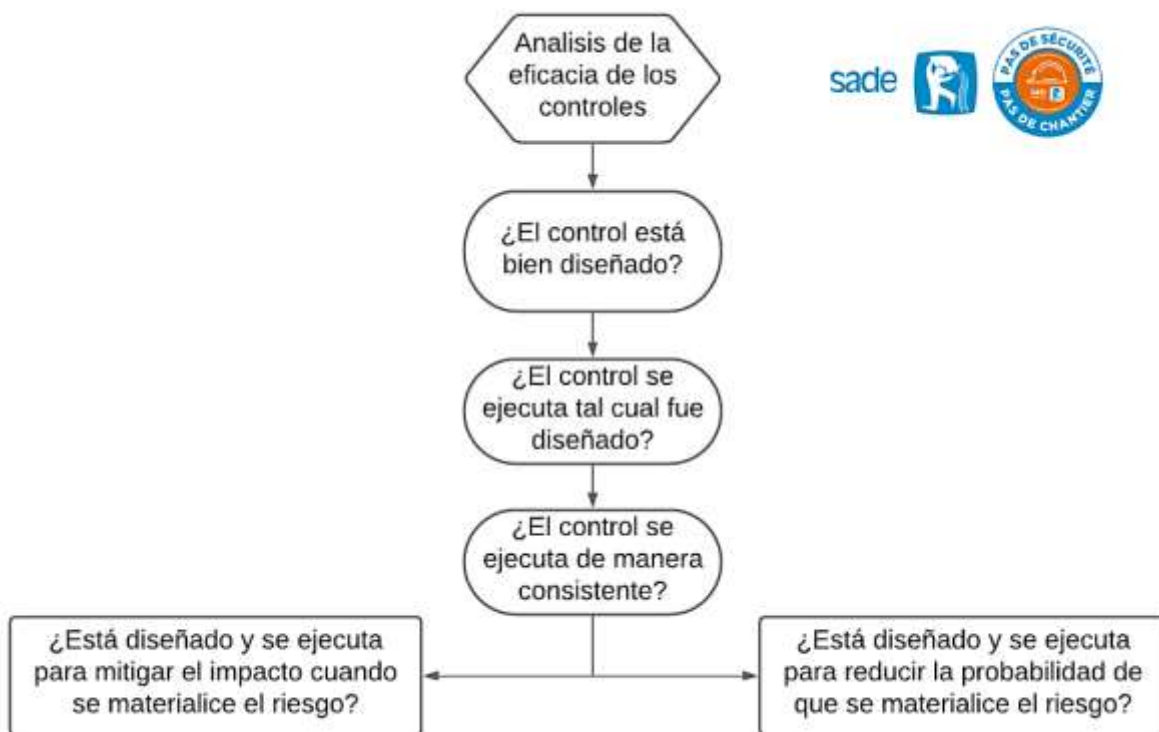 Analisis de la
eficacia de los
controles
sade
PAS DE SÉCURITÉ
PAS DE CHANTIER
¿El control está
bien diseñado?
¿El control se
ejecuta tal cual fue
diseñado?
¿El control se
ejecuta de manera
consistente?
¿Está diseñado y se ejecuta
para mitigar el impacto cuando
se materialice el riesgo?
¿Está diseñado y se ejecuta
para reducir la probabilidad de
que se materialice el riesgo?